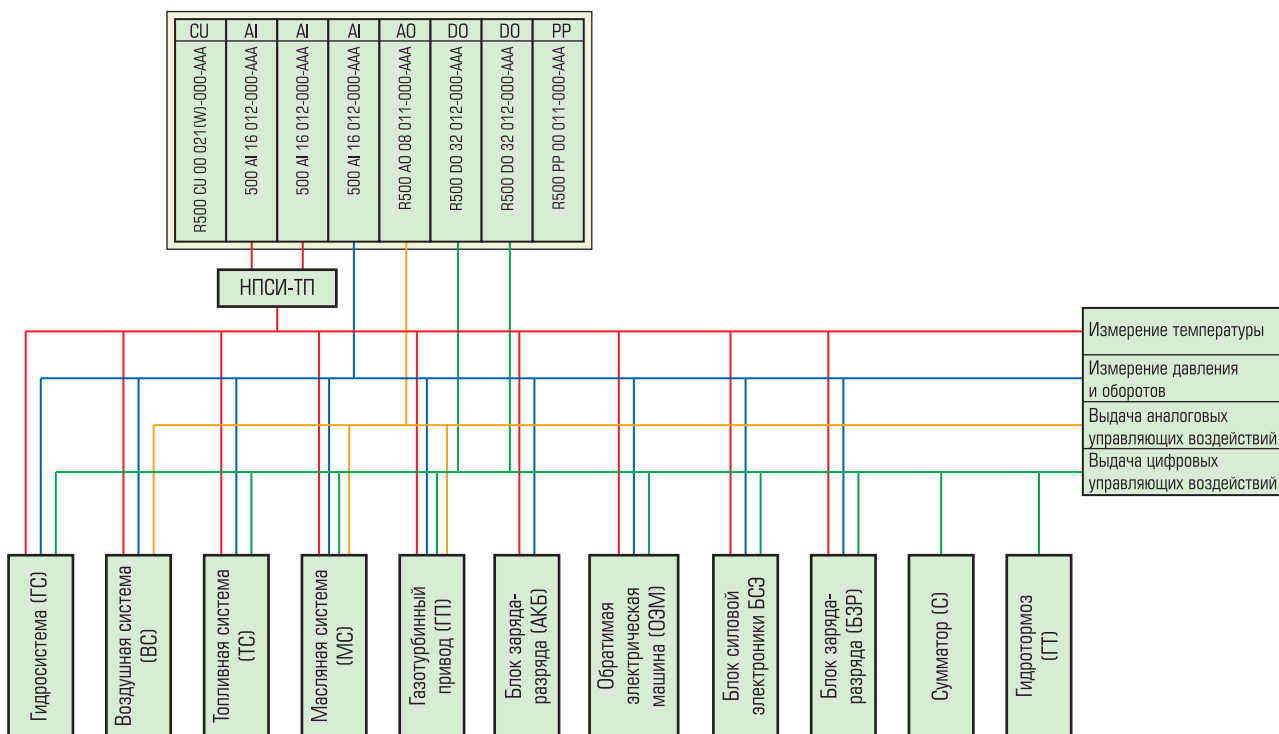 CU
AI
AI
AI
AO
DO
DO
PP
R500 CU 00 021(W)-000-AAA
500 AI 16 012-000-AAA
500 AI 16 012-000-AAA
500 AI 16 012-000-AAA
R500 AO 08 011-000-AAA
R500 DO 32 012-000-AAA
R500 DO 32 012-000-AAA
R500 PP 00 011-000-AAA
НПСИ-ТП
Измерение температуры
Измерение давления
и оборотов
Выдача аналоговых
управляющих воздействий
Выдача цифровых
управляющих воздействий
Гидросистема (ГС)
Воздушная система
(ВС)
Топливная система
(ТС)
Масляная система
(МС)
Газотурбинный
привод (ГП)
Блок заряда-
разряда (АКБ)
Обратимая
электрическая
машина (ОЭМ)
Блок силовой
электроники БСЭ
Блок заряда-
разряда (БЗР)
Сумматор (С)
Гидротормоз
(ГТ)